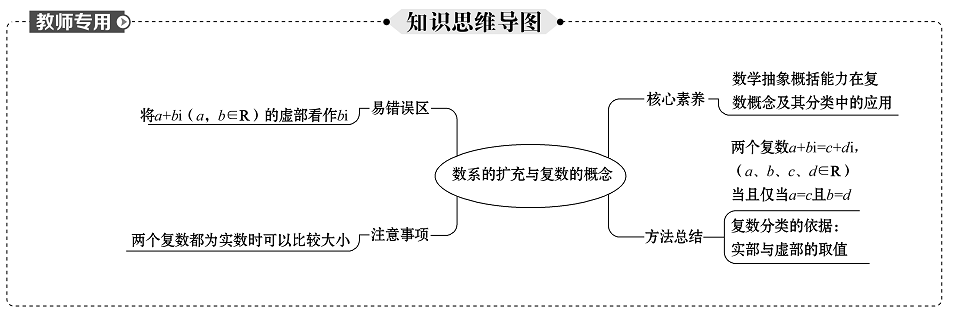 教师专用
知识思维导图
将a+bi（a，b∈R）的虚部看作bi
易错误区
两个复数都为实数时可以比较大小
注意事项
数系的扩充与复数的概念
核心素养
数学抽象概括能力在复
数概念及其分类中的应用
方法总结
两个复数a+bi=c+di，
（a、b、c、d∈R）
当且仅当a=c且b=d
复数分类的依据：
实部与虚部的取值